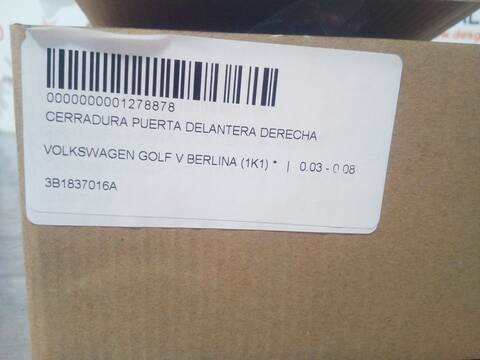 0000000001278878
CERRADURA PUERTA DELANTERA DERECHA
VOLKSWAGEN GOLF V BERLINA (1K1) * | 0.03 - 0.08
3B1837016A